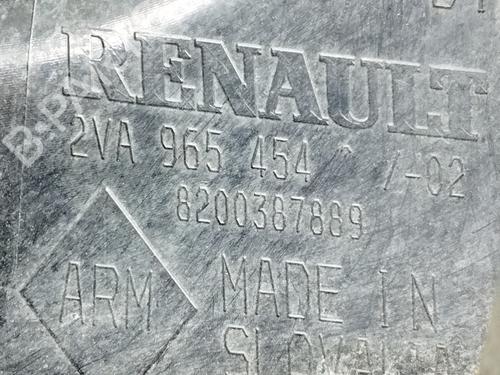 RENAULT
2VA 965 454
-02
8200387889
ARM
MADE IN